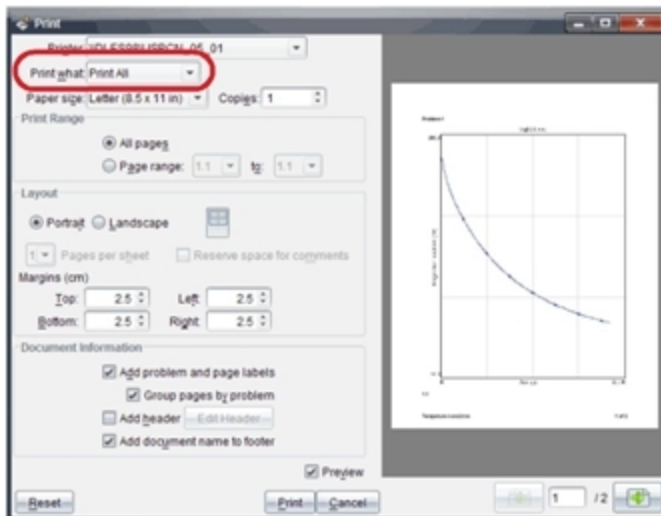 Print
Printer:
Print what: Print All
Paper size: Letter (8.5 x 11 in) Copies: 1
Print Range
All pages
Page range: 1.1 to: 1.1
Layout
Portrait Landscape
1 Pages per sheet Reserve space for comments
Margins (cm)
Top: 2.5 Left: 2.5
Bottom: 2.5 Right: 2.5
Document Information
Add problem and page labels
Group pages by problem
Add header Edit Header
Add document name to footer
Preview
Reset Print Cancel
1 / 2